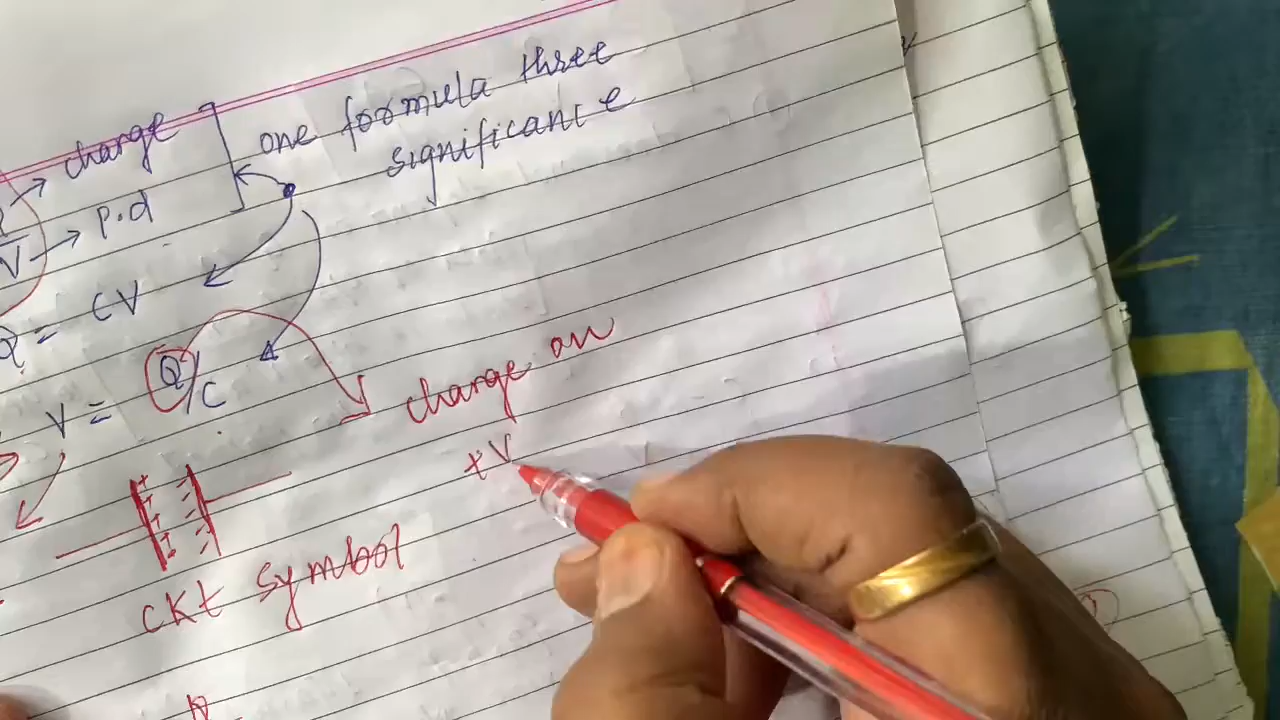 charge one formula three
significance
V → p.d
Q = CV
V = Q/C
charge on
+V
ckt symbol